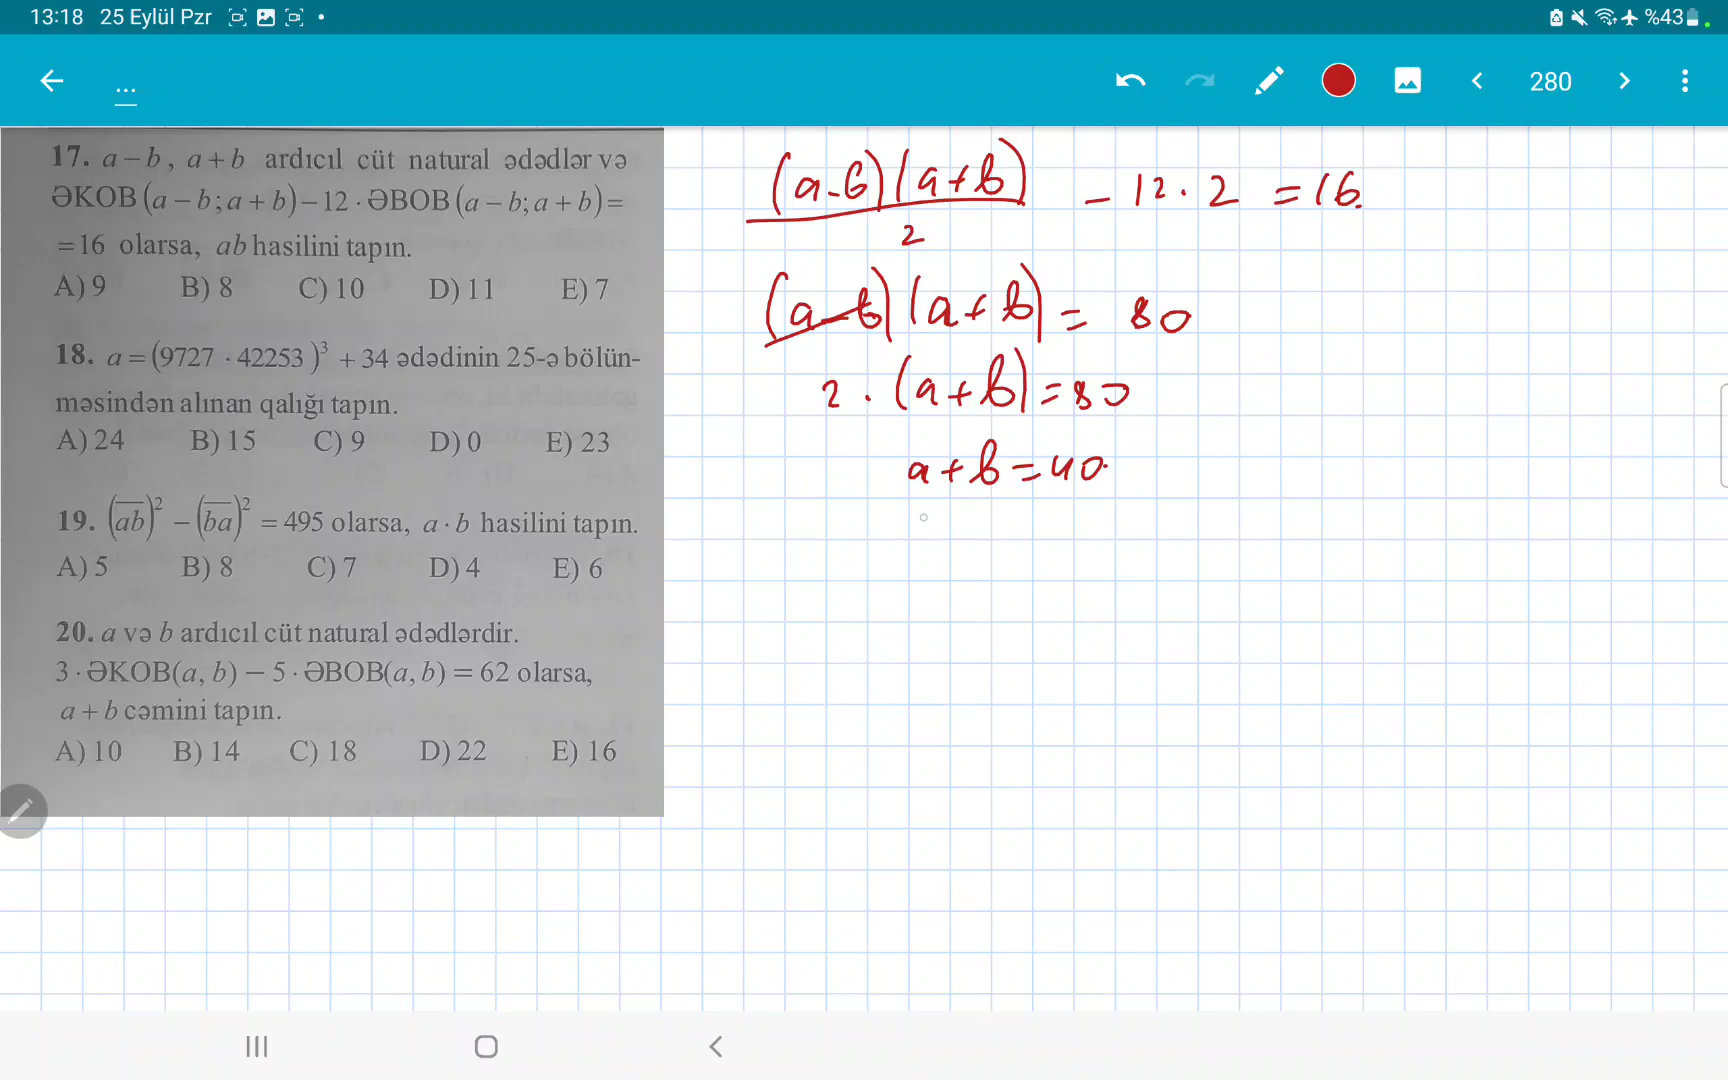 13:18 25 Eylül Pzr %43
...
280
17. a – b, a + b ardıcıl cüt natural ədədlər və
ƏKOB (a – b; a + b) – 12 · ƏBOB (a – b; a + b) =
= 16 olarsa, ab hasilini tapın.
A) 9 B) 8 C) 10 D) 11 E) 7
18. a = (9727 · 42253)³ + 34 ədədinin 25-ə bölün-
məsindən alınan qalığı tapın.
A) 24 B) 15 C) 9 D) 0 E) 23
19. (a̅b̅)² – (b̅a̅)² = 495 olarsa, a · b hasilini tapın.
A) 5 B) 8 C) 7 D) 4 E) 6
20. a və b ardıcıl cüt natural ədədlərdir.
3 · ƏKOB(a, b) – 5 · ƏBOB(a, b) = 62 olarsa,
a + b cəmini tapın.
A) 10 B) 14 C) 18 D) 22 E) 16
(a-b)(a+b)/2 - 12 · 2 = 16.
(a-b)(a+b) = 80
2 · (a+b) = 80
a+b = 40.